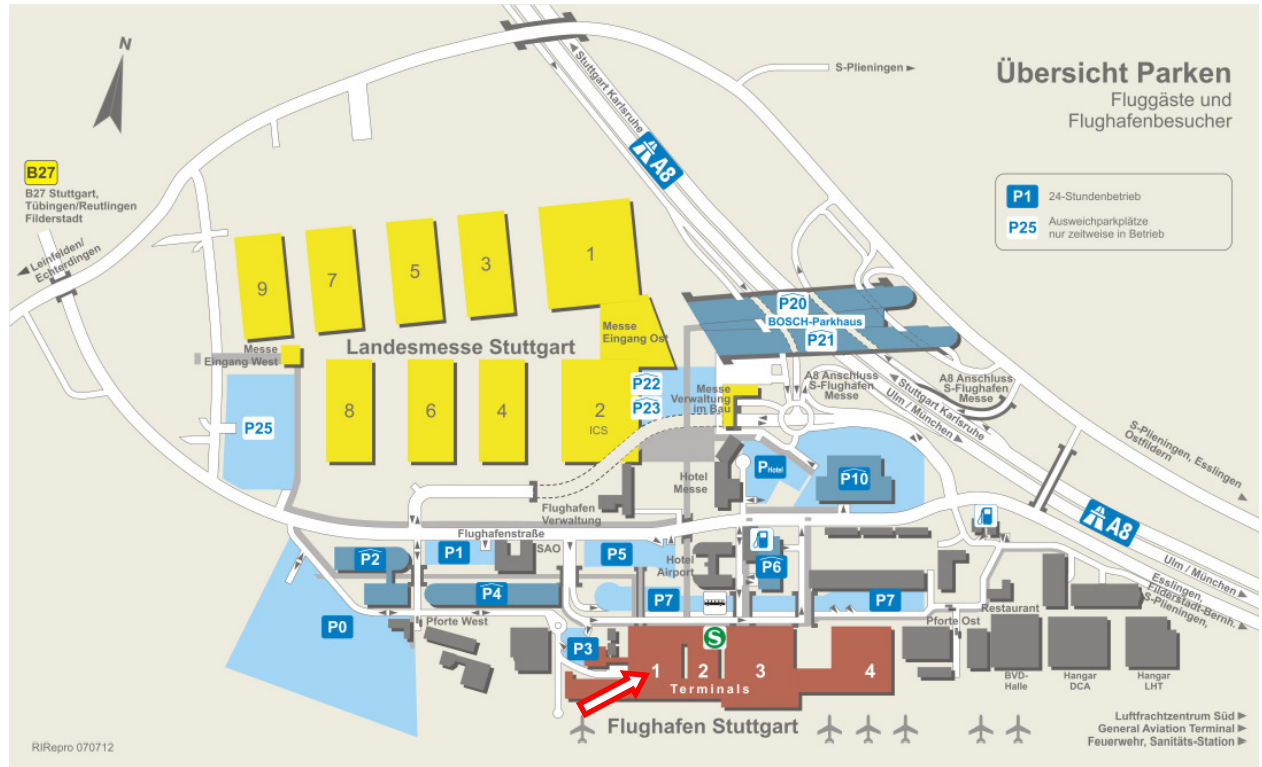 N
Stuttgart Karlsruhe
A8
S-Plieningen
Übersicht Parken
Fluggäste und
Flughafenbesucher
B27
B27 Stuttgart,
Tübingen/Reutlingen
Filderstadt
P1 24-Stundenbetrieb
P25 Ausweichparkplätze
nur zeitweise in Betrieb
Leinfelden/
Echterdingen
9
7
5
3
1
P20
BOSCH-Parkhaus
P21
Messe
Eingang Ost
Landesmesse Stuttgart
Messe
Eingang West
P22
P23
Messe
Verwaltung
im Bau
A8 Anschluss
S-Flughafen
Messe
A8 Anschluss
S-Flughafen
Messe
Stuttgart Karlsruhe
Ulm / München
P25
8
6
4
2
ICS
S-Plieningen, Esslingen
Ostfildern
Hotel
Messe
P Hotel
P10
Flughafen
Verwaltung
A8
Flughafenstraße
SAO
P2
P1
P5
Hotel
Airport
P6
Ulm / München
Esslingen,
Filderstadt-Bernh.
S-Plieningen,
P4
P7
P7
Restaurant
P0
Pforte West
P3
S
Pforte Ost
1
2
3
4
Terminals
BVD-
Halle
Hangar
DCA
Hangar
LHT
Flughafen Stuttgart
Luftfrachtzentrum Süd
General Aviation Terminal
Feuerwehr, Sanitäts-Station
RIRepro 070712